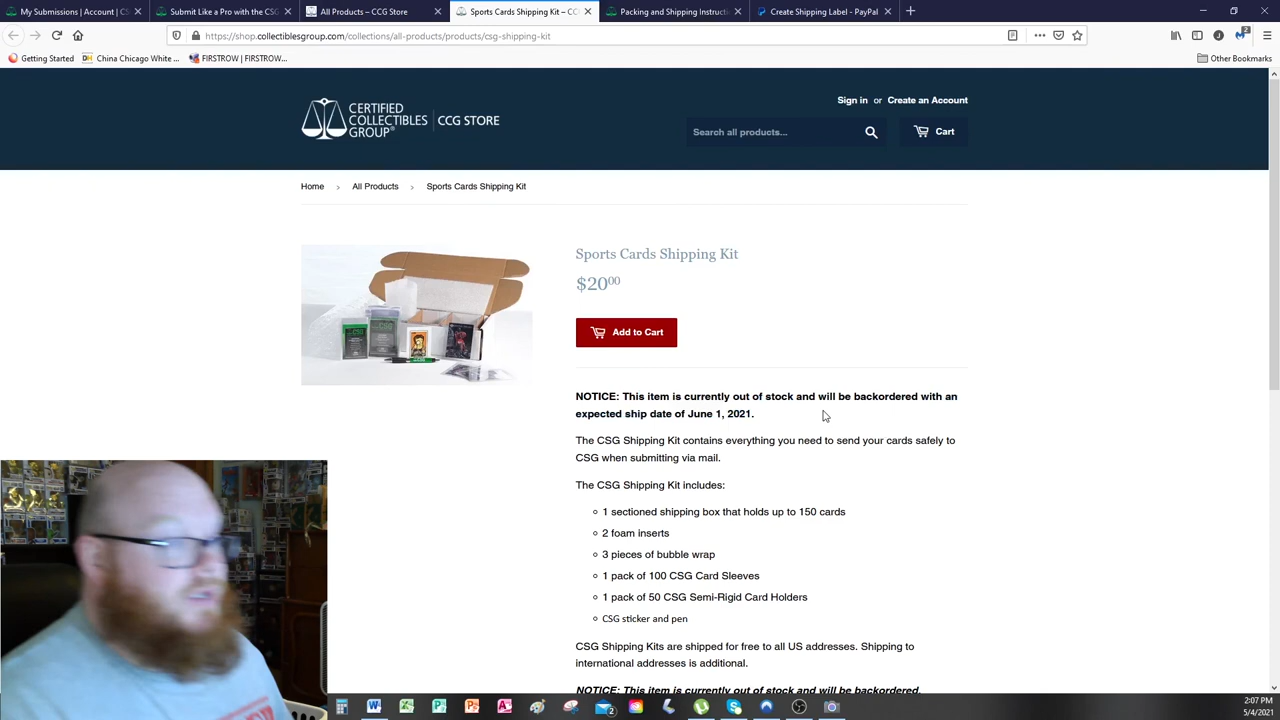 My Submissions | Account | CS
Submit Like a Pro with the CSG
All Products – CCG Store
Sports Cards Shipping Kit – CC
Packing and Shipping Instruct
Create Shipping Label - PayPal
https://shop.collectiblesgroup.com/collections/all-products/products/csg-shipping-kit
Getting Started
China Chicago White ...
FIRSTROW | FIRSTROW...
Other Bookmarks
CERTIFIED
COLLECTIBLES
GROUP®
CCG STORE
Sign in or Create an Account
Search all products...
Cart
Home › All Products › Sports Cards Shipping Kit
Sports Cards Shipping Kit
$20⁰⁰
Add to Cart
NOTICE: This item is currently out of stock and will be backordered with an
expected ship date of June 1, 2021.
The CSG Shipping Kit contains everything you need to send your cards safely to
CSG when submitting via mail.
The CSG Shipping Kit includes:
1 sectioned shipping box that holds up to 150 cards
2 foam inserts
3 pieces of bubble wrap
1 pack of 100 CSG Card Sleeves
1 pack of 50 CSG Semi-Rigid Card Holders
CSG sticker and pen
CSG Shipping Kits are shipped for free to all US addresses. Shipping to
international addresses is additional.
NOTICE: This item is currently out of stock and will be backordered.
2:07 PM
5/4/2021